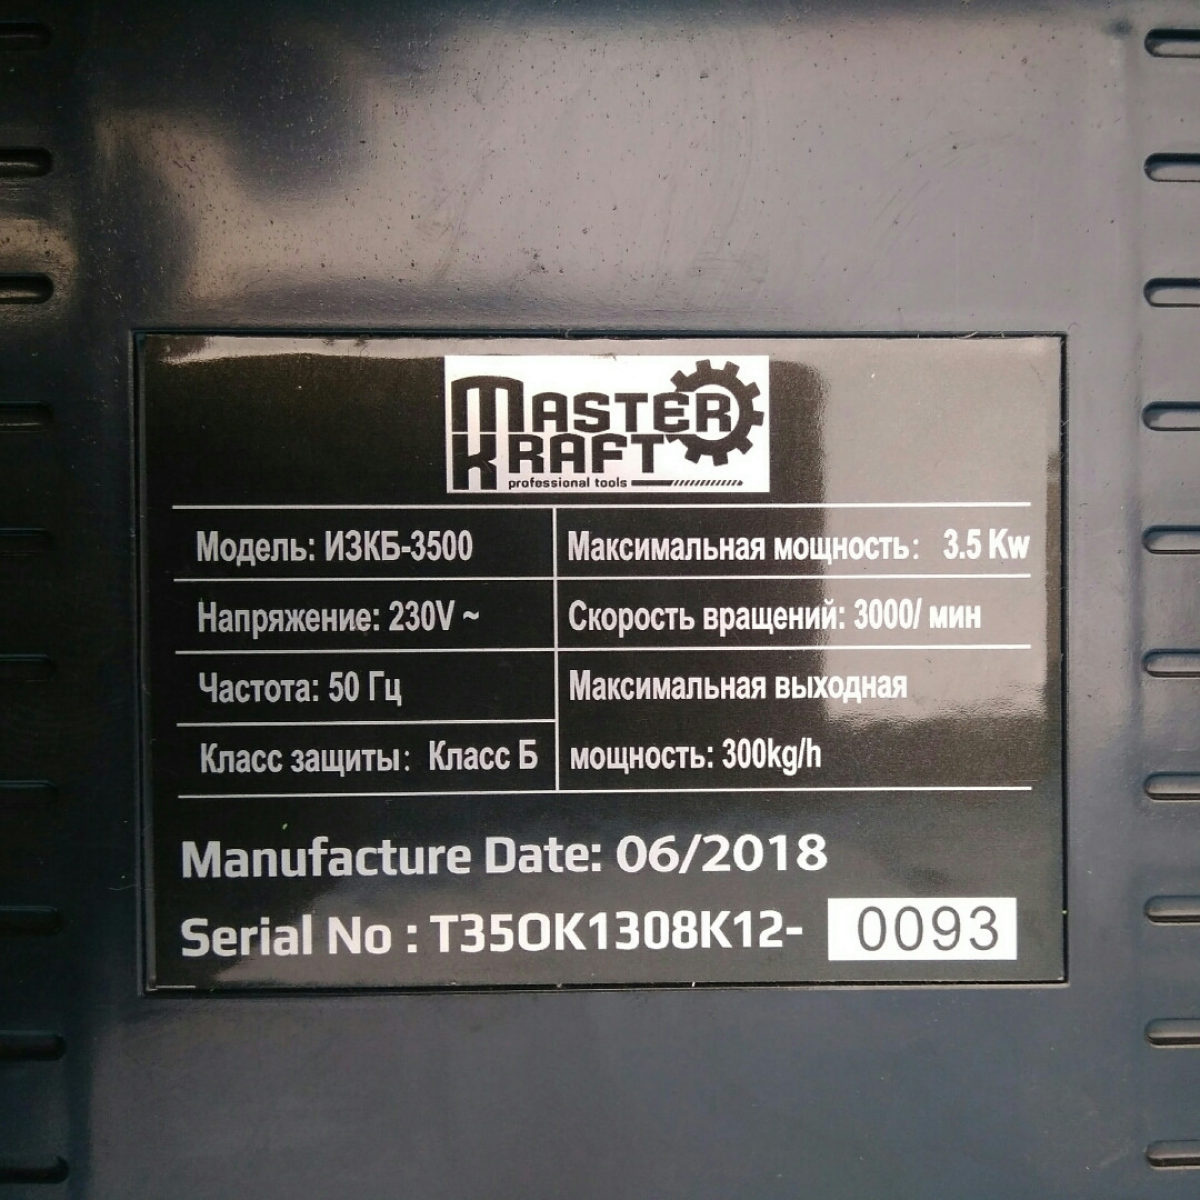 MASTER
KRAFT
professional tools
Модель: ИЗКБ-3500
Максимальная мощность: 3.5 Kw
Напряжение: 230V ~
Скорость вращений: 3000/ мин
Частота: 50 Гц
Максимальная выходная
Класс защиты: Класс Б
мощность: 300kg/h
Manufacture Date: 06/2018
Serial No : T35OK1308K12- 0093